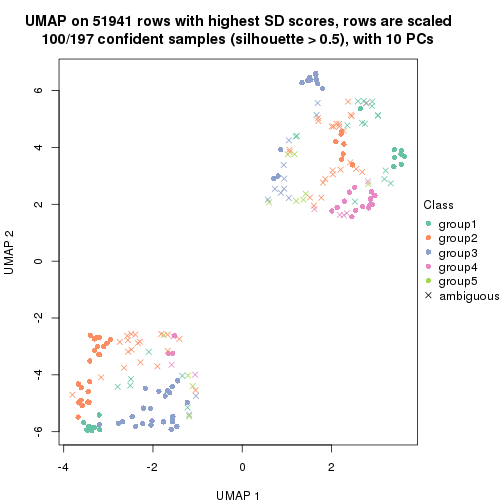 UMAP on 51941 rows with highest SD scores, rows are scaled
100/197 confident samples (silhouette > 0.5), with 10 PCs
6
4
2
0
-2
-4
-6
UMAP 2
-4
-2
0
2
UMAP 1
Class
group1
group2
group3
group4
group5
ambiguous